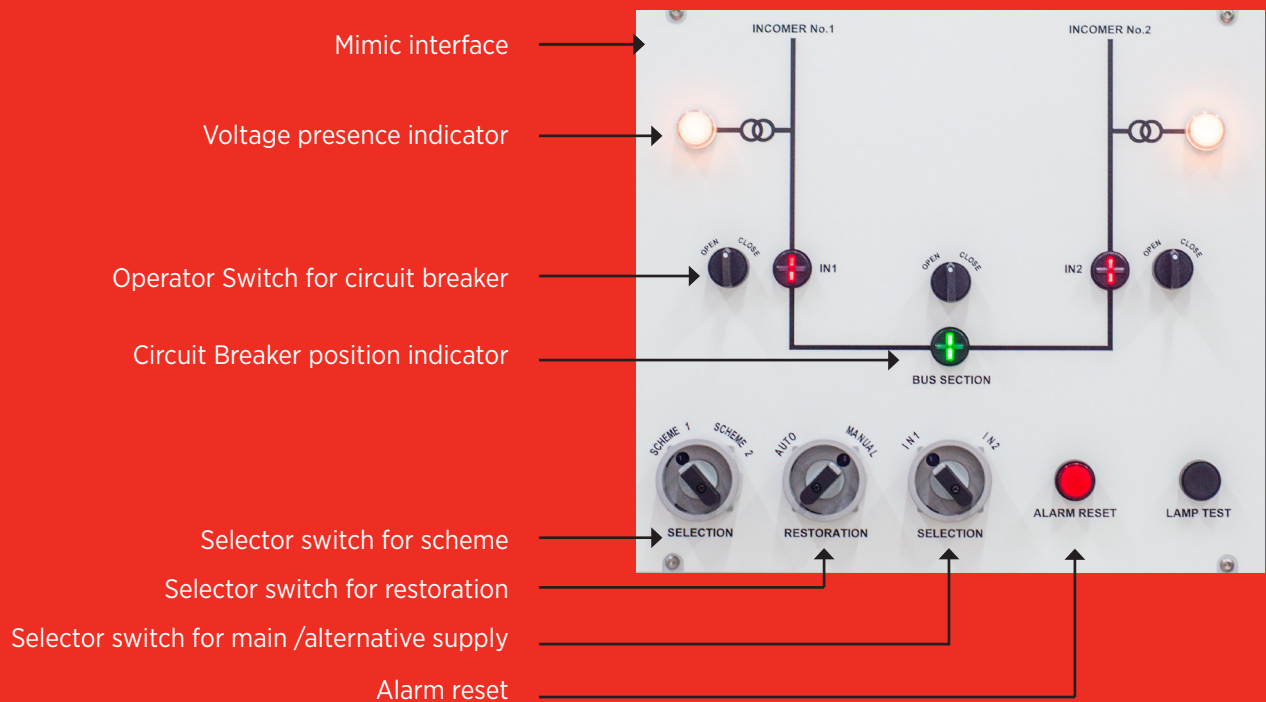 Mimic interface
Voltage presence indicator
Operator Switch for circuit breaker
Circuit Breaker position indicator
Selector switch for scheme
Selector switch for restoration
Selector switch for main /alternative supply
Alarm reset
INCOMER No.1
INCOMER No.2
OPEN CLOSE
IN1
OPEN CLOSE
IN2
OPEN CLOSE
BUS SECTION
SCHEME 1 SCHEME 2
AUTO MANUAL
IN1 IN2
SELECTION
RESTORATION
SELECTION
ALARM RESET
LAMP TEST